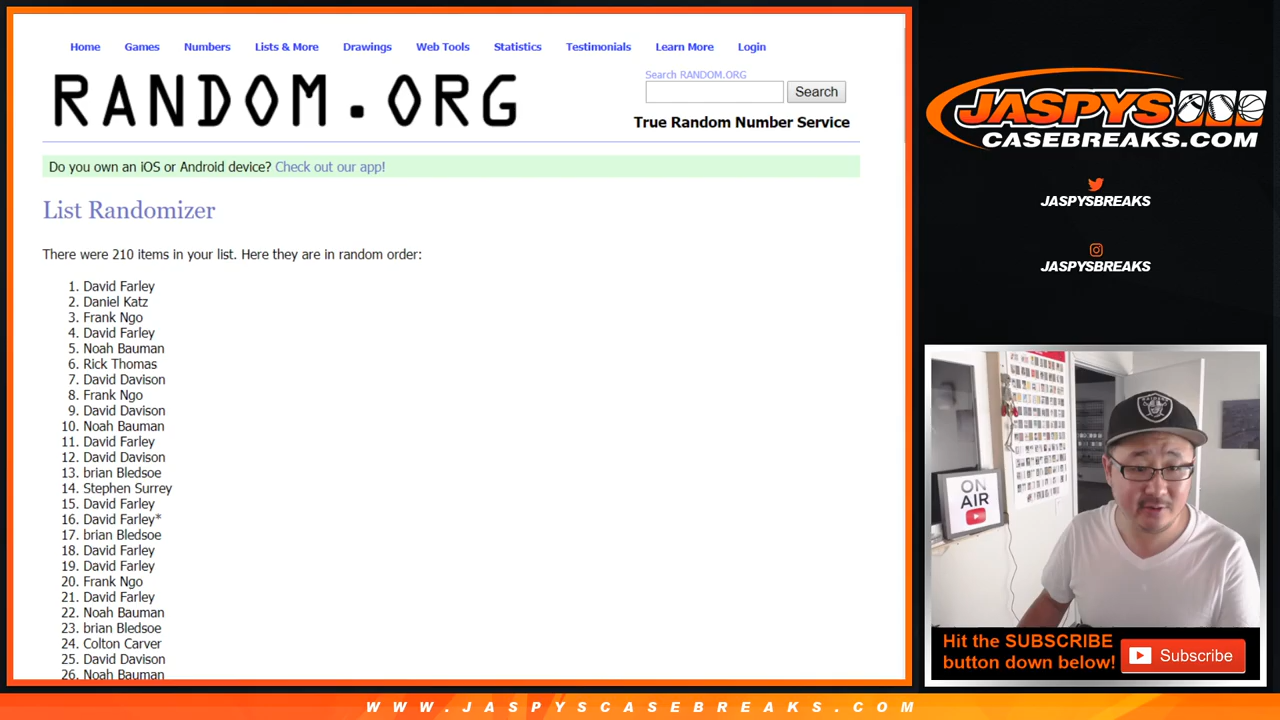 Home Games Numbers Lists & More Drawings Web Tools Statistics Testimonials Learn More Login
RANDOM.ORG
Search RANDOM.ORG
Search
True Random Number Service
Do you own an iOS or Android device? Check out our app!
List Randomizer
There were 210 items in your list. Here they are in random order:
1. David Farley
2. Daniel Katz
3. Frank Ngo
4. David Farley
5. Noah Bauman
6. Rick Thomas
7. David Davison
8. Frank Ngo
9. David Davison
10. Noah Bauman
11. David Farley
12. David Davison
13. brian Bledsoe
14. Stephen Surrey
15. David Farley
16. David Farley*
17. brian Bledsoe
18. David Farley
19. David Farley
20. Frank Ngo
21. David Farley
22. Noah Bauman
23. brian Bledsoe
24. Colton Carver
25. David Davison
26. Noah Bauman
JASPYS
CASEBREAKS.COM
JASPYSBREAKS
JASPYSBREAKS
RAIDERS
ON
AIR
Hit the SUBSCRIBE
button down below!
Subscribe
WWW.JASPYSCASEBREAKS.COM